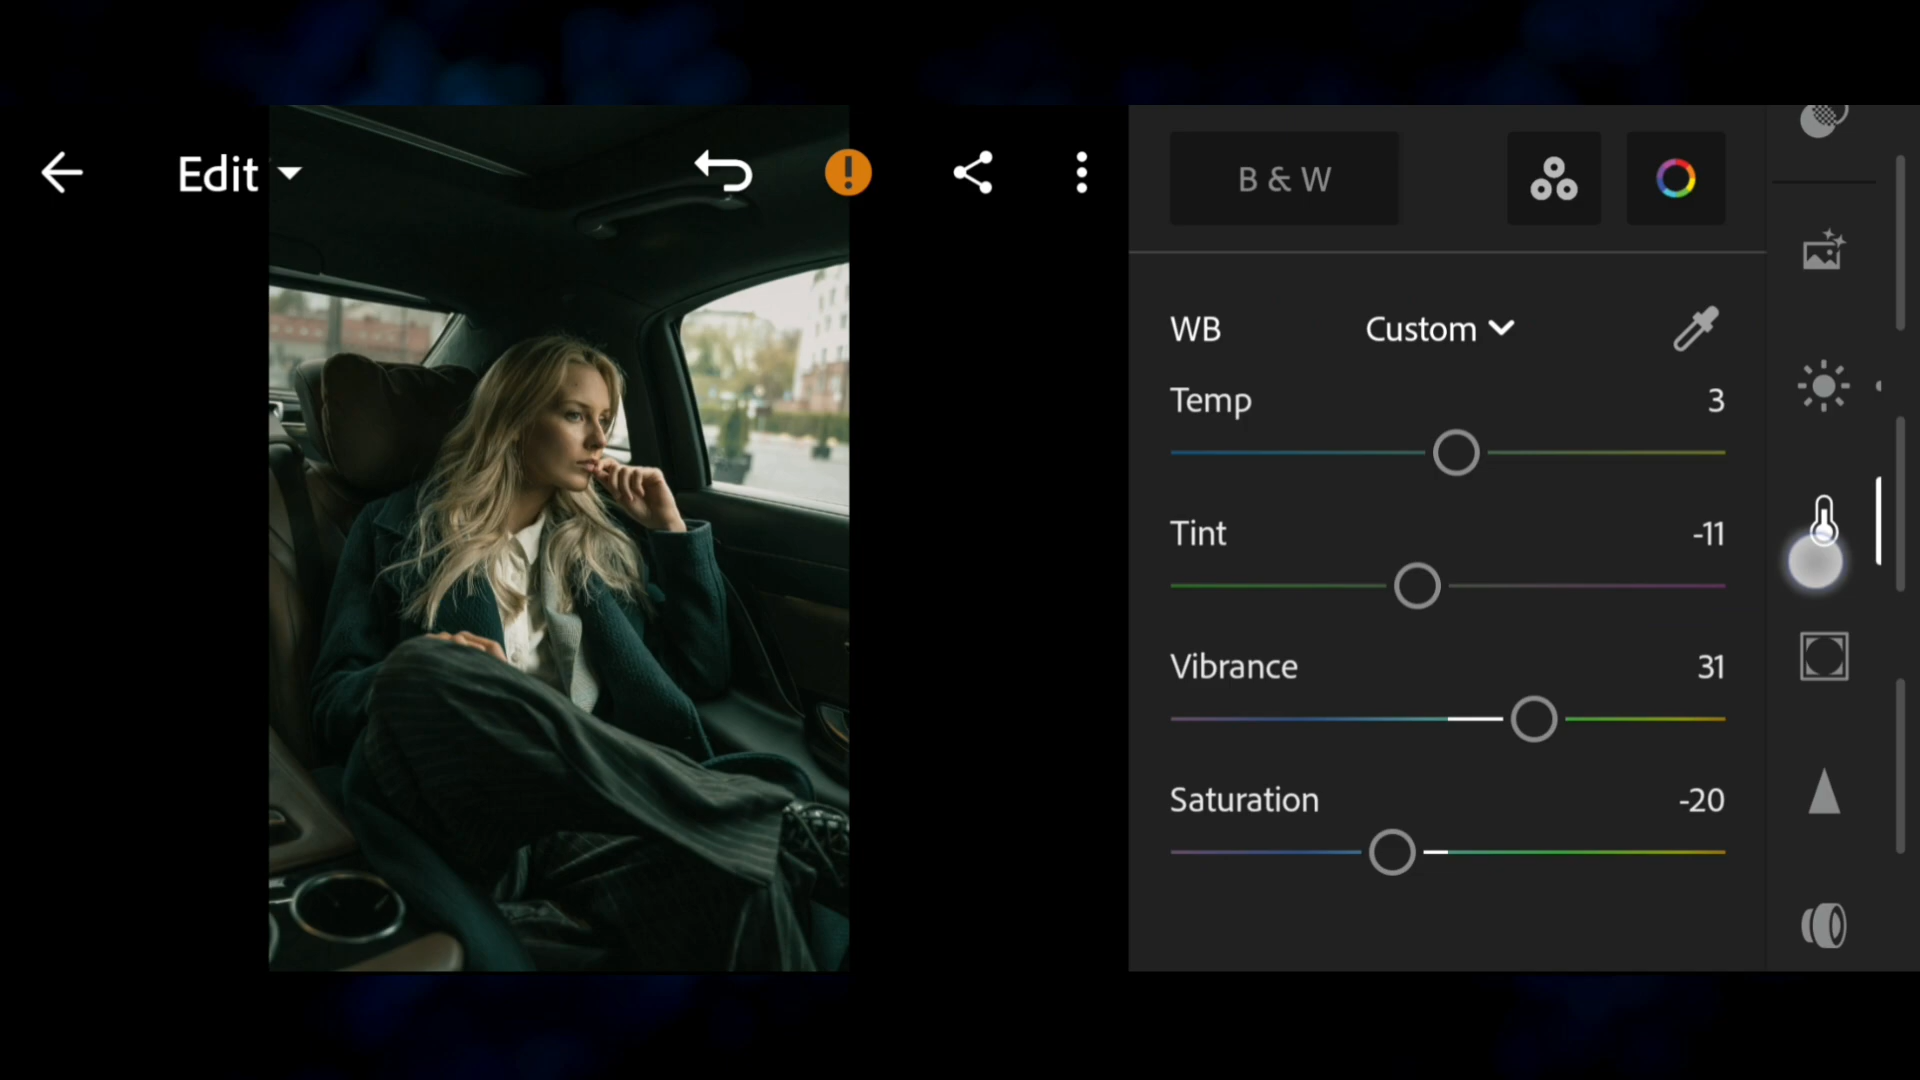 Edit
B & W
WB Custom
Temp 3
Tint -11
Vibrance 31
Saturation -20